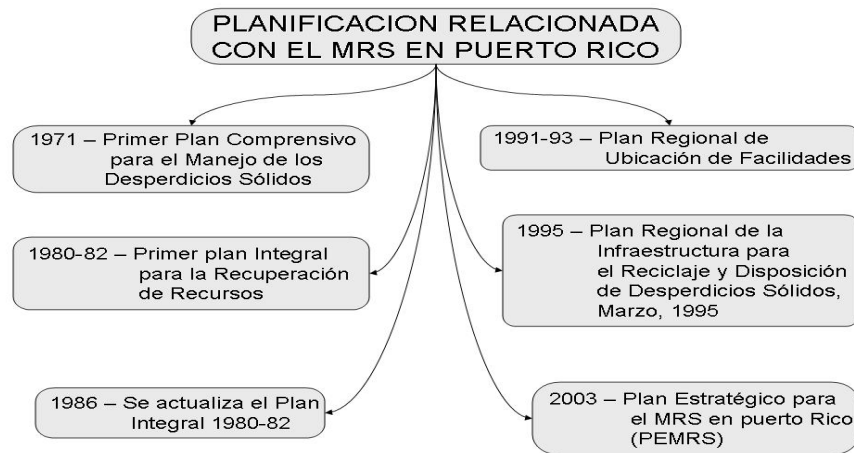 PLANIFICACION RELACIONADA
CON EL MRS EN PUERTO RICO
1971 – Primer Plan Comprensivo
para el Manejo de los
Desperdicios Sólidos
1980-82 – Primer plan Integral
para la Recuperación
de Recursos
1986 – Se actualiza el Plan
Integral 1980-82
1991-93 – Plan Regional de
Ubicación de Facilidades
1995 – Plan Regional de la
Infraestructura para
el Reciclaje y Disposición
de Desperdicios Sólidos,
Marzo, 1995
2003 – Plan Estratégico para
el MRS en puerto Rico
(PEMRS)